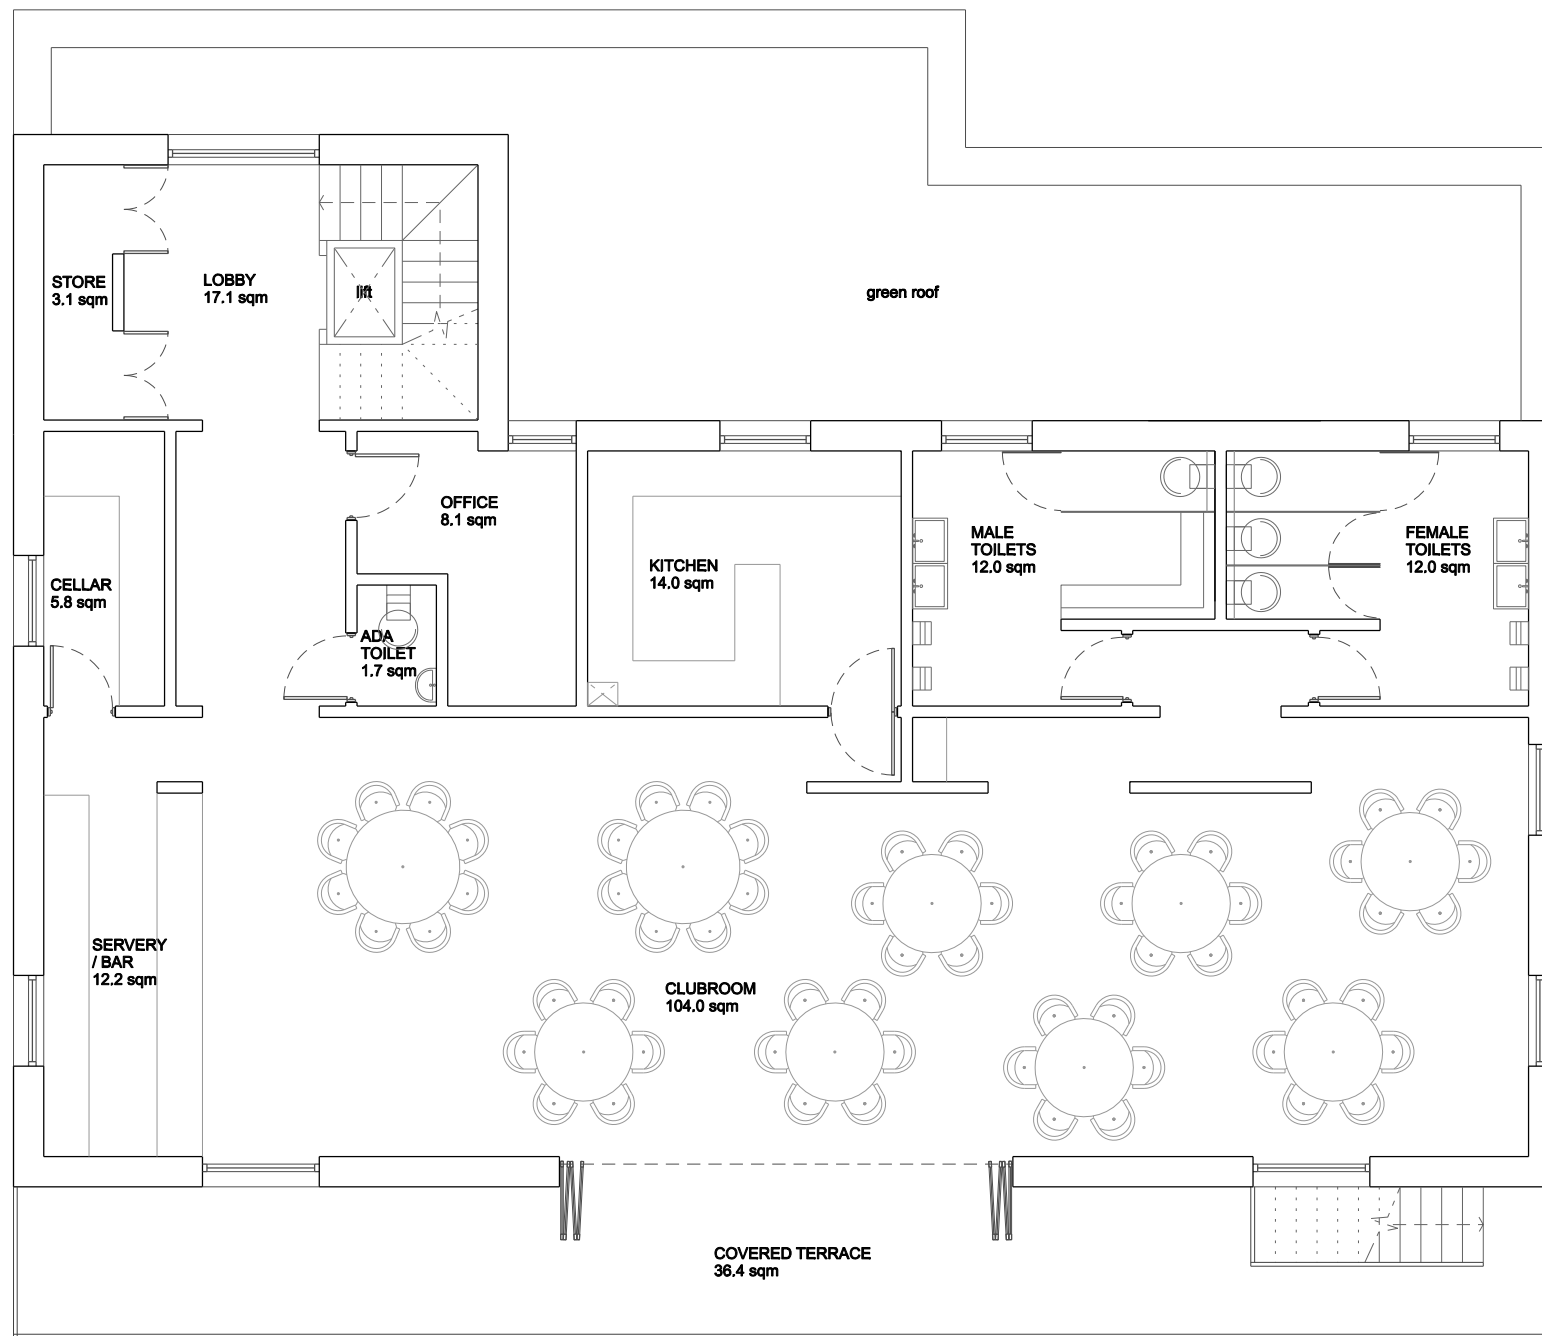 STORE
3.1 sqm
LOBBY
17.1 sqm
lift
green roof
OFFICE
8.1 sqm
CELLAR
5.8 sqm
KITCHEN
14.0 sqm
MALE
TOILETS
12.0 sqm
FEMALE
TOILETS
12.0 sqm
ADA
TOILET
1.7 sqm
SERVERY
/ BAR
12.2 sqm
CLUBROOM
104.0 sqm
COVERED TERRACE
36.4 sqm